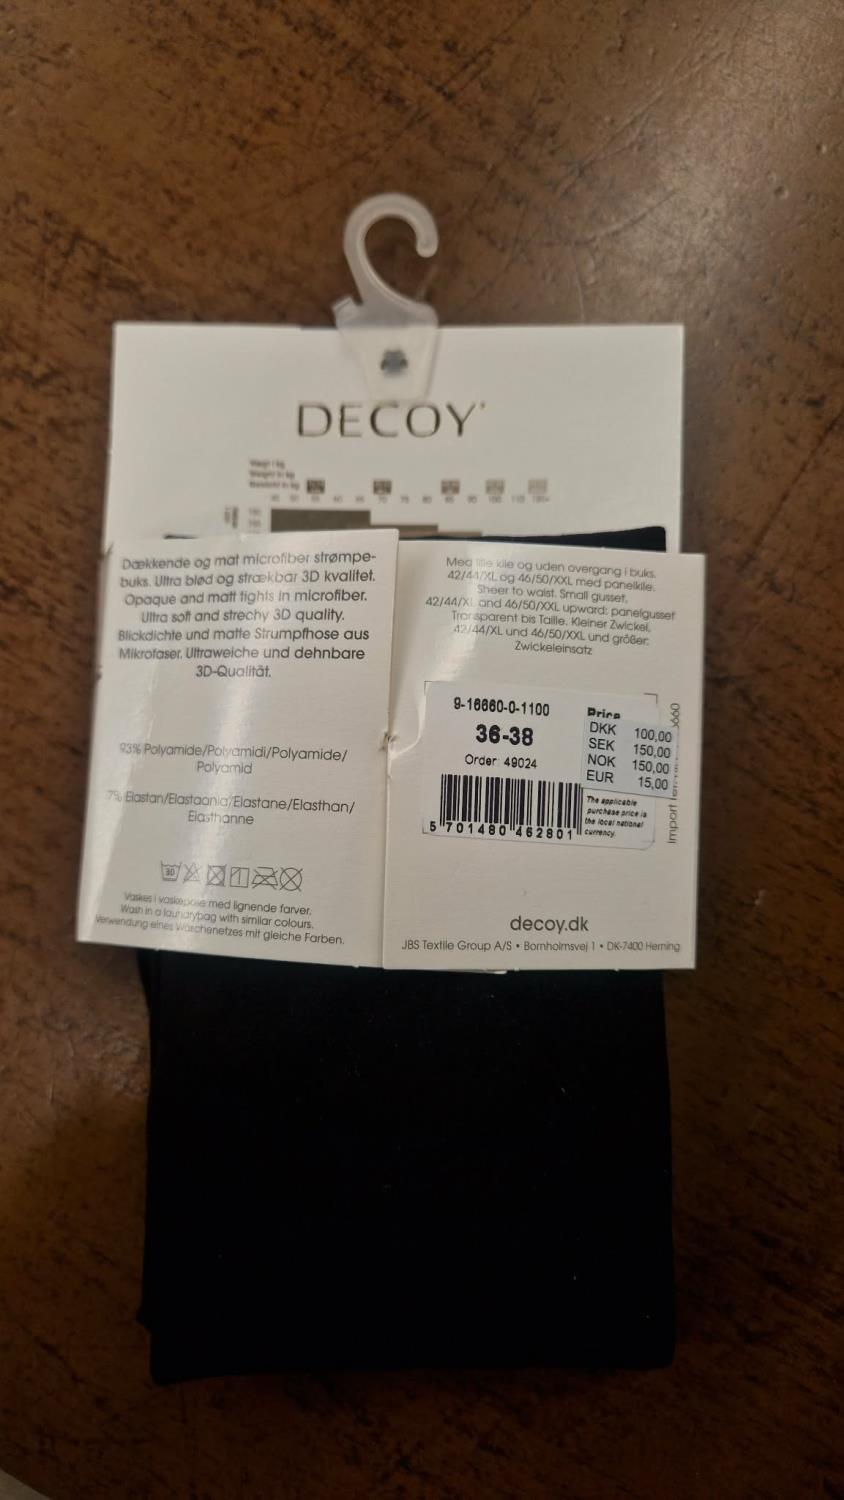 DECOY
Dækkende og mat microfiber strømpe-
buks. Ultra blød og strækbar 3D kvalitet.
Opaque and matt tights in microfiber.
Ultra soft and strechy 3D quality.
Blickdichte und matte Strumpfhose aus
Mikrofaser. Ultraweiche und dehnbare
3D-Qualität.
93% Polyamide/Polyamidi/Polyamide/
Polyamid
7% Elastan/Elastaania/Elastane/Elasthan/
Elasthanne
30
Vaskes i vaskepose med lignende farver.
Wash in a laundrybag with similar colours.
Verwendung eines Wäschenetzes mit gleiche Farben.
Med lille kile og uden overgang i buks.
42/44/XL og 46/50/XXL med panelkile.
Sheer to waist. Small gusset,
42/44/XL and 46/50/XXL upward: panelgusset
Transparent bis Taille. Kleiner Zwickel,
42/44/XL und 46/50/XXL und größer:
Zwickeleinsatz
9-16660-0-1100
36-38
Order: 49024
5 701480 462801
Price
DKK 100,00
SEK 150,00
NOK 150,00
EUR 15,00
The applicable
purchase price is
the local national
currency.
decoy.dk
JBS Textile Group A/S • Bornholmsvej 1 • DK-7400 Herning